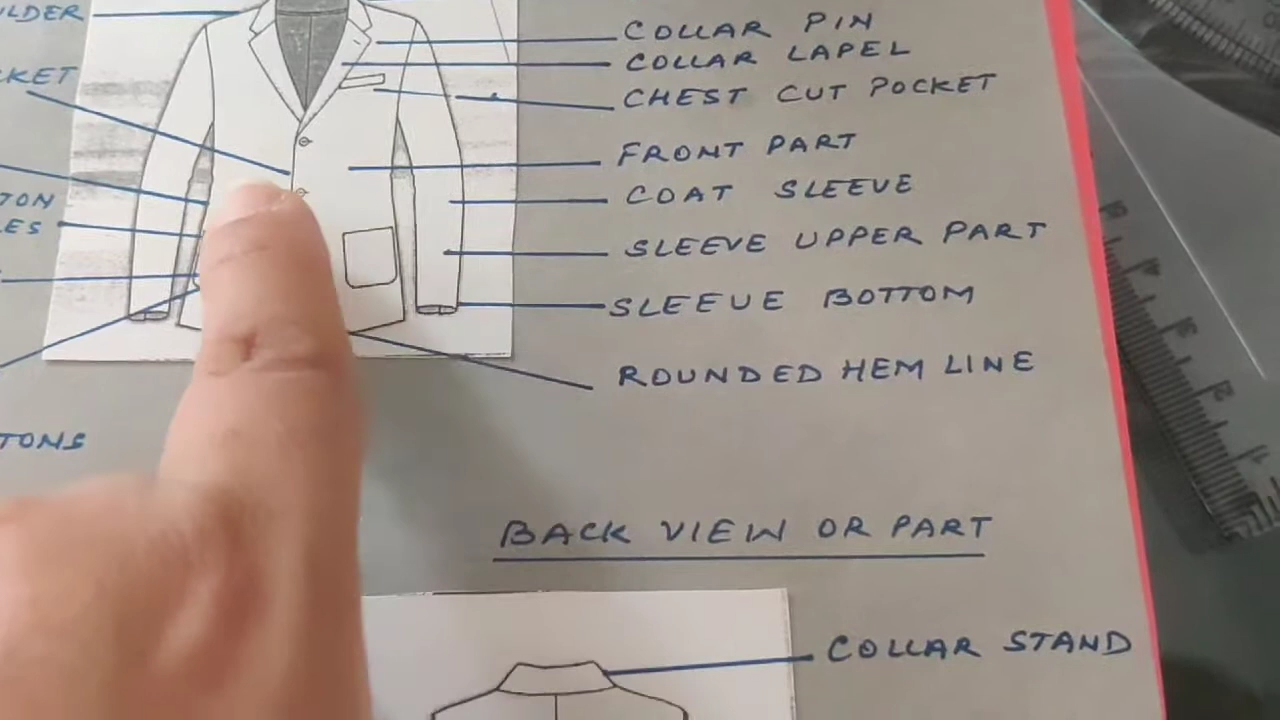 COLLAR PIN
COLLAR LAPEL
CHEST CUT POCKET
FRONT PART
COAT SLEEVE
SLEEVE UPPER PART
SLEEVE BOTTOM
ROUNDED HEM LINE
BACK VIEW OR PART
COLLAR STAND